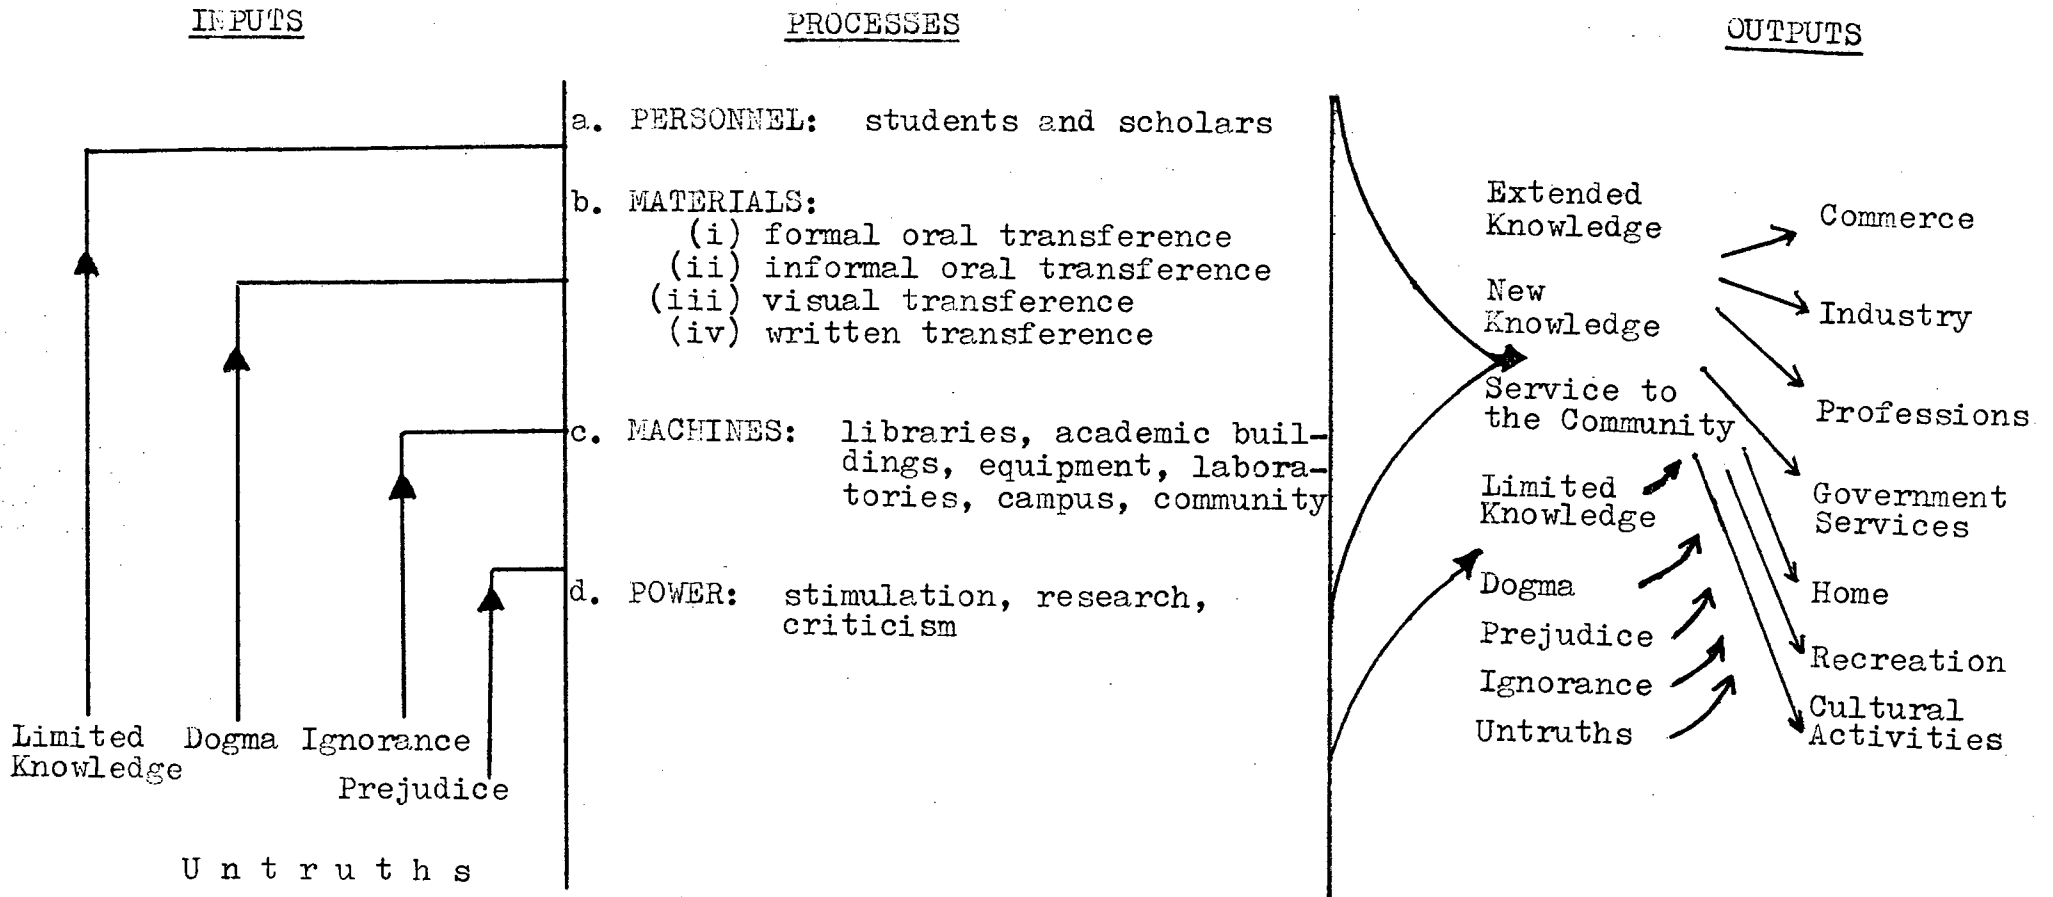 INPUTS
PROCESSES
OUTPUTS
a. PERSONNEL: students and scholars
b. MATERIALS:
(i) formal oral transference
(ii) informal oral transference
(iii) visual transference
(iv) written transference
c. MACHINES: libraries, academic buil-
dings, equipment, labora-
tories, campus, community
d. POWER: stimulation, research,
criticism
Limited
Knowledge
Dogma
Ignorance
Prejudice
Untruths
Extended
Knowledge
New
Knowledge
Service to
the Community
Limited
Knowledge
Dogma
Prejudice
Ignorance
Untruths
Commerce
Industry
Professions
Government
Services
Home
Recreation
Cultural
Activities